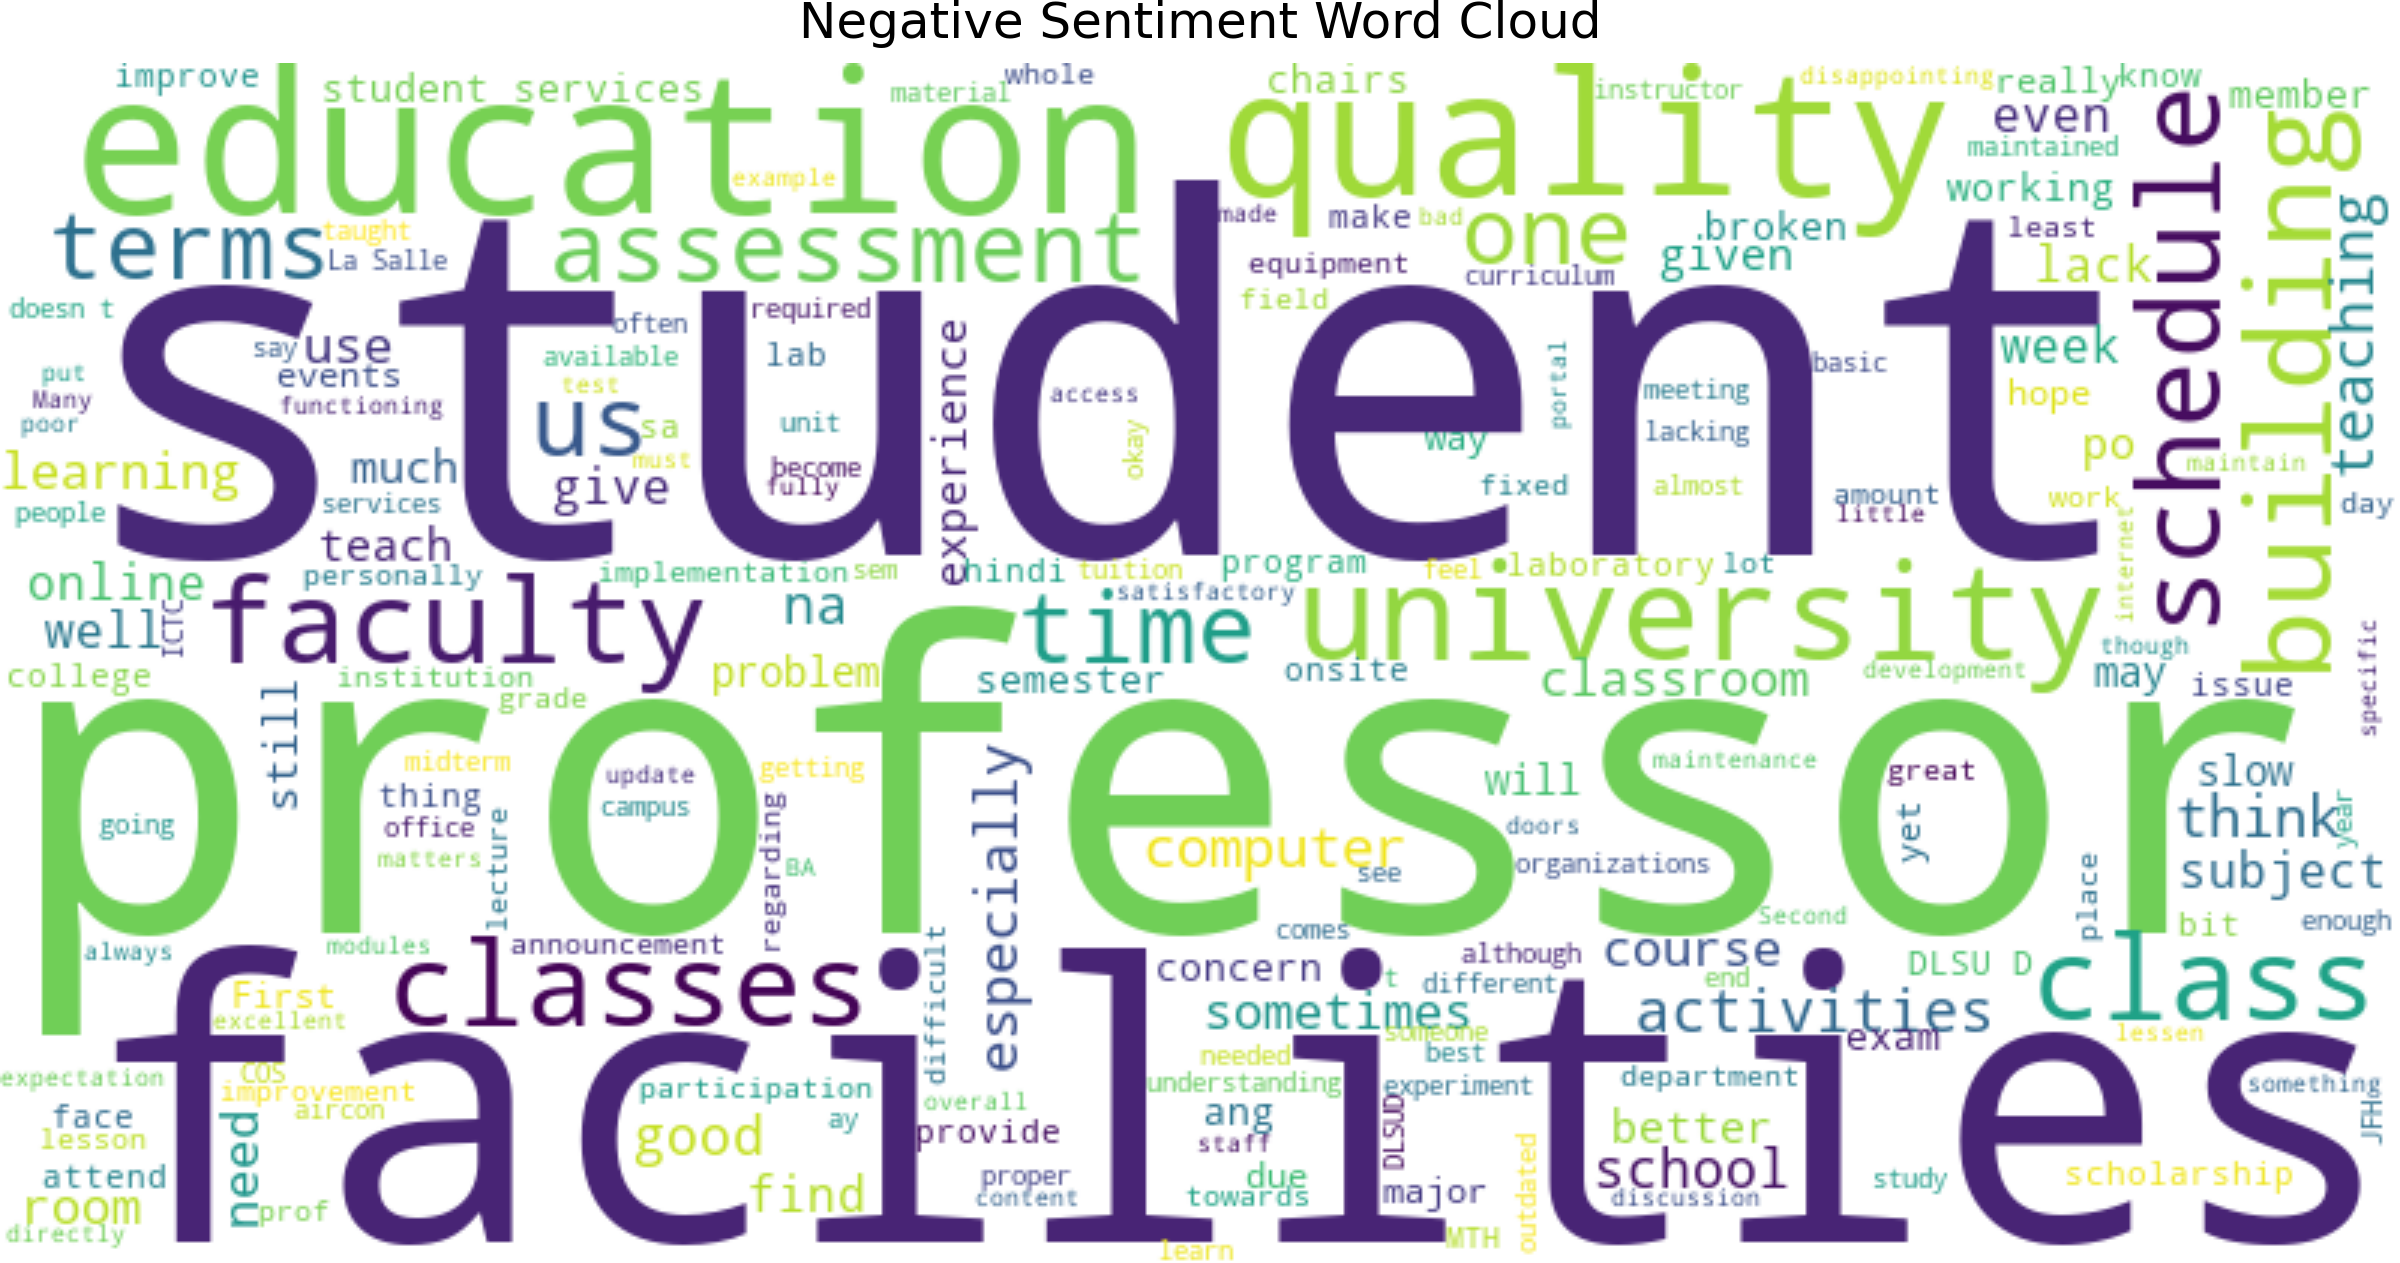 Negative Sentiment Word Cloud
improve
student services
material
whole
chairs
instructor
disappointing
really
know
member
education
quality
even
maintained
schedule
building
example
working
terms
taught
La Salle
assessment
made
make
bad
one
.broken
given
least
teaching
equipment
curriculum
lack
field
doesn t
student
often
required
experience
say
use
available
lab
week
basic
events
test
put
Many
functioning
poor
us
sa
unit
access
portal
meeting
hope
okay
way
lacking
po
learning
much
must
become
fully
maintain
people
services
give
fixed
almost
amount
little
work
day
internet
teach
online
personally
implementation
sem
hindi
tuition
program
feel
laboratory
lot
satisfactory
well
ICTC
faculty
na
time
university
though
specific
college
institution
grade
problem
semester
onsite
classroom
development
may
issue
still
professor
midterm
update
getting
especially
maintenance
great
slow
thing
campus
will
going
office
lecture
matters
regarding
BA
computer
see
doors
organizations
yet
think
year
subject
place
Second
bit
enough
always
modules
announcement
difficult
comes
although
course
DLSU D
class
classes
concern
t
different
end
First
excellent
sometimes
someone
activities
exam
lessen
facilities
expectation
COS
improvement
aircon
participation
needed
best
understanding
experiment
department
something
JFH
face
lesson
need
overall
ay
ang
DLSUD
better
good
provide
staff
outdated
school
attend
find
proper
content
due
towards
major
discussion
study
scholarship
room
prof
directly
learn
MTH